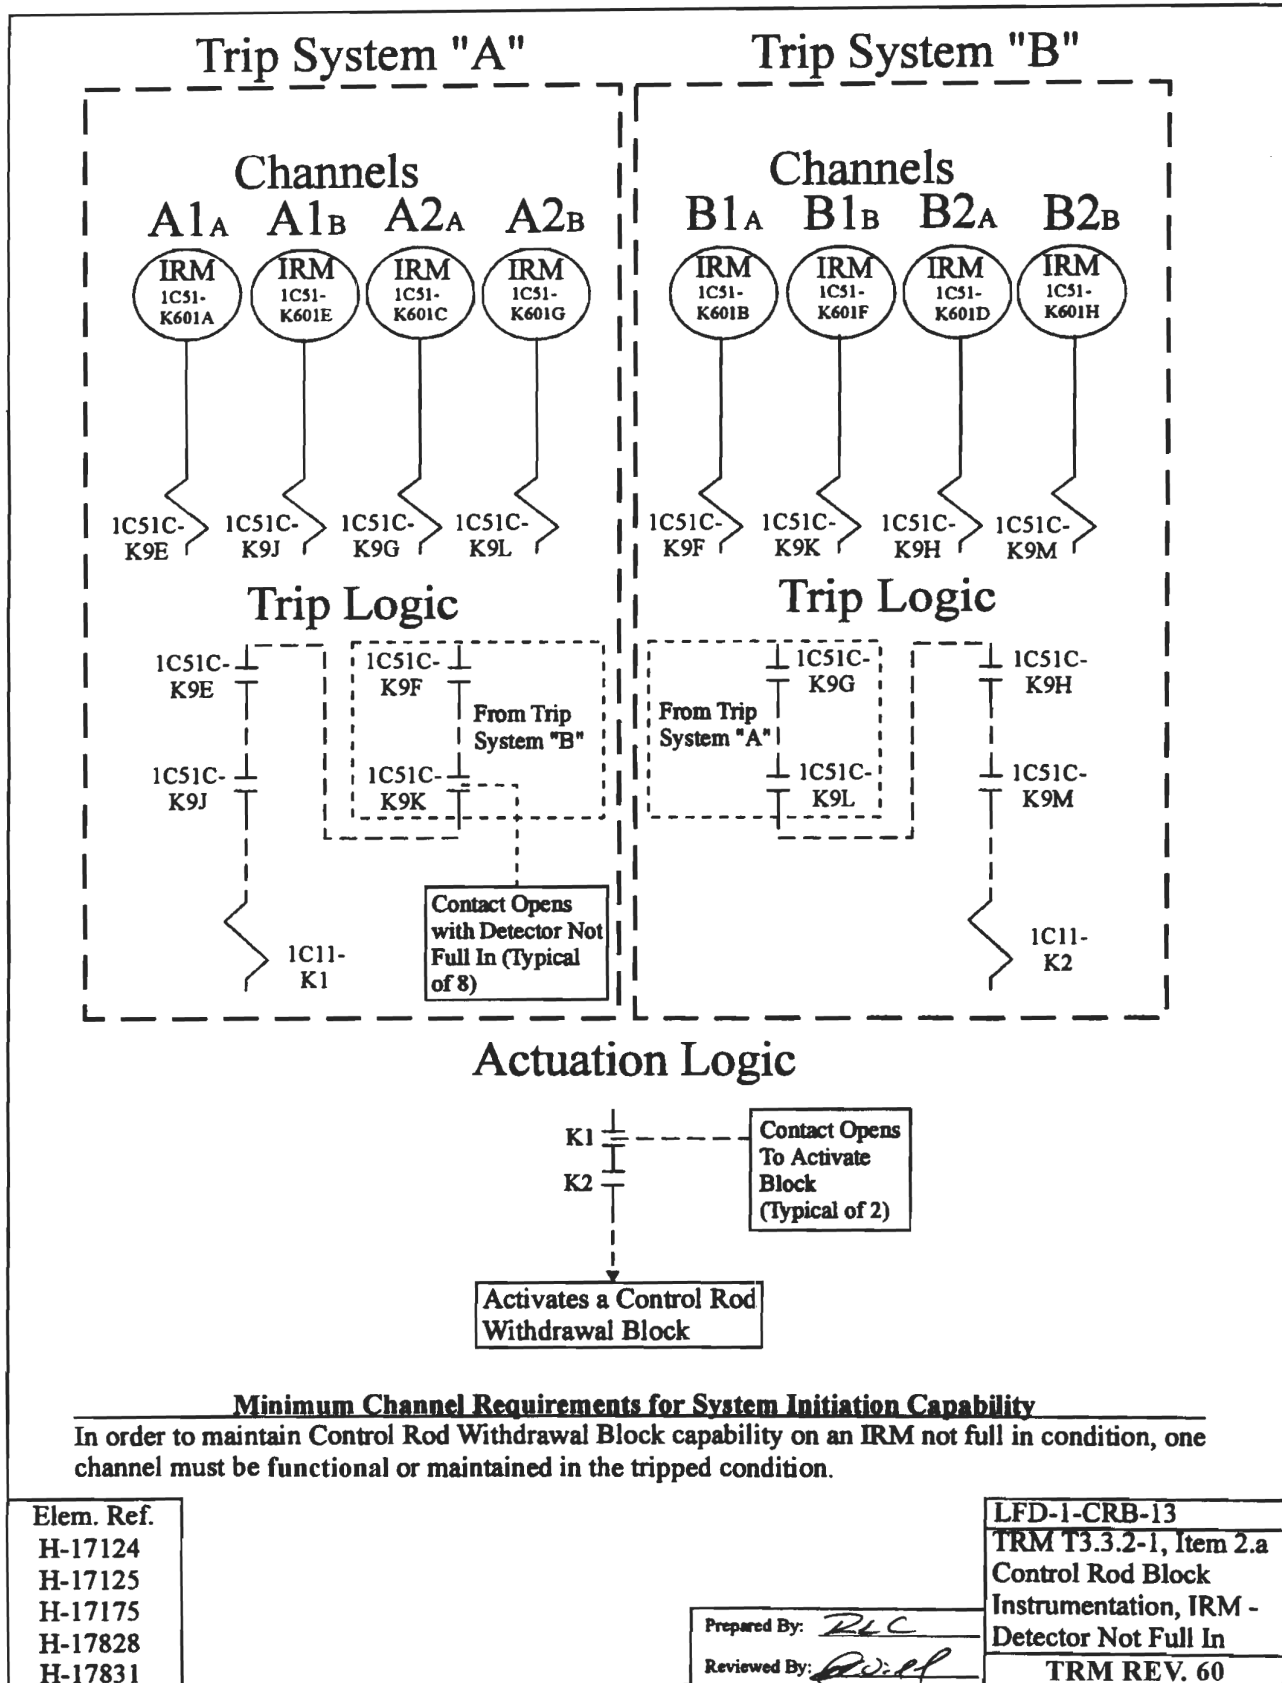 Trip System "A"
Trip System "B"
Channels
A1A A1B A2A A2B
IRM
1C51-
K601A
IRM
1C51-
K601E
IRM
1C51-
K601C
IRM
1C51-
K601G
Channels
B1A B1B B2A B2B
IRM
1C51-
K601B
IRM
1C51-
K601F
IRM
1C51-
K601D
IRM
1C51-
K601H
1C51C-
K9E
1C51C-
K9J
1C51C-
K9G
1C51C-
K9L
1C51C-
K9F
1C51C-
K9K
1C51C-
K9H
1C51C-
K9M
Trip Logic
1C51C-
K9E
1C51C-
K9J
1C51C-
K9F
From Trip
System "B"
1C51C-
K9K
Contact Opens
with Detector Not
Full In (Typical
of 8)
1C11-
K1
Trip Logic
1C51C-
K9G
From Trip
System "A"
1C51C-
K9L
1C51C-
K9H
1C51C-
K9M
1C11-
K2
Actuation Logic
K1
K2
Contact Opens
To Activate
Block
(Typical of 2)
Activates a Control Rod
Withdrawal Block
Minimum Channel Requirements for System Initiation Capability
In order to maintain Control Rod Withdrawal Block capability on an IRM not full in condition, one
channel must be functional or maintained in the tripped condition.
Elem. Ref.
H-17124
H-17125
H-17175
H-17828
H-17831
Prepared By: RLC
Reviewed By:
LFD-1-CRB-13
TRM T3.3.2-1, Item 2.a
Control Rod Block
Instrumentation, IRM -
Detector Not Full In
TRM REV. 60